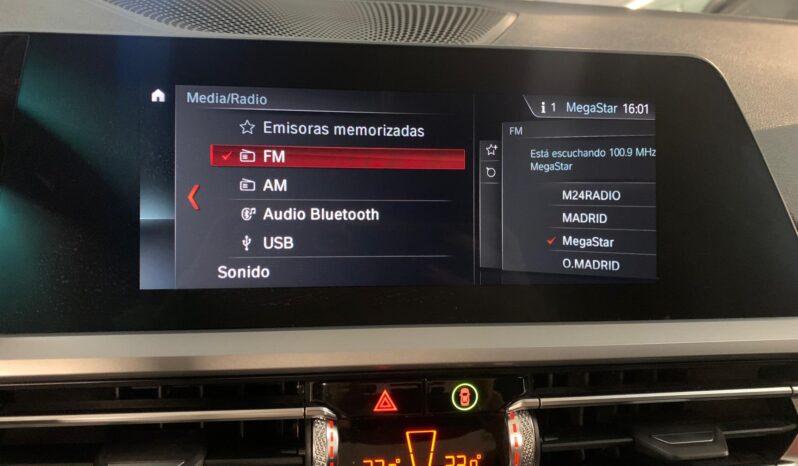 Media/Radio
Emisoras memorizadas
FM
AM
Audio Bluetooth
USB
Sonido
1 MegaStar 16:01
FM
Está escuchando 100.9 MHz
MegaStar
M24RADIO
MADRID
MegaStar
O.MADRID